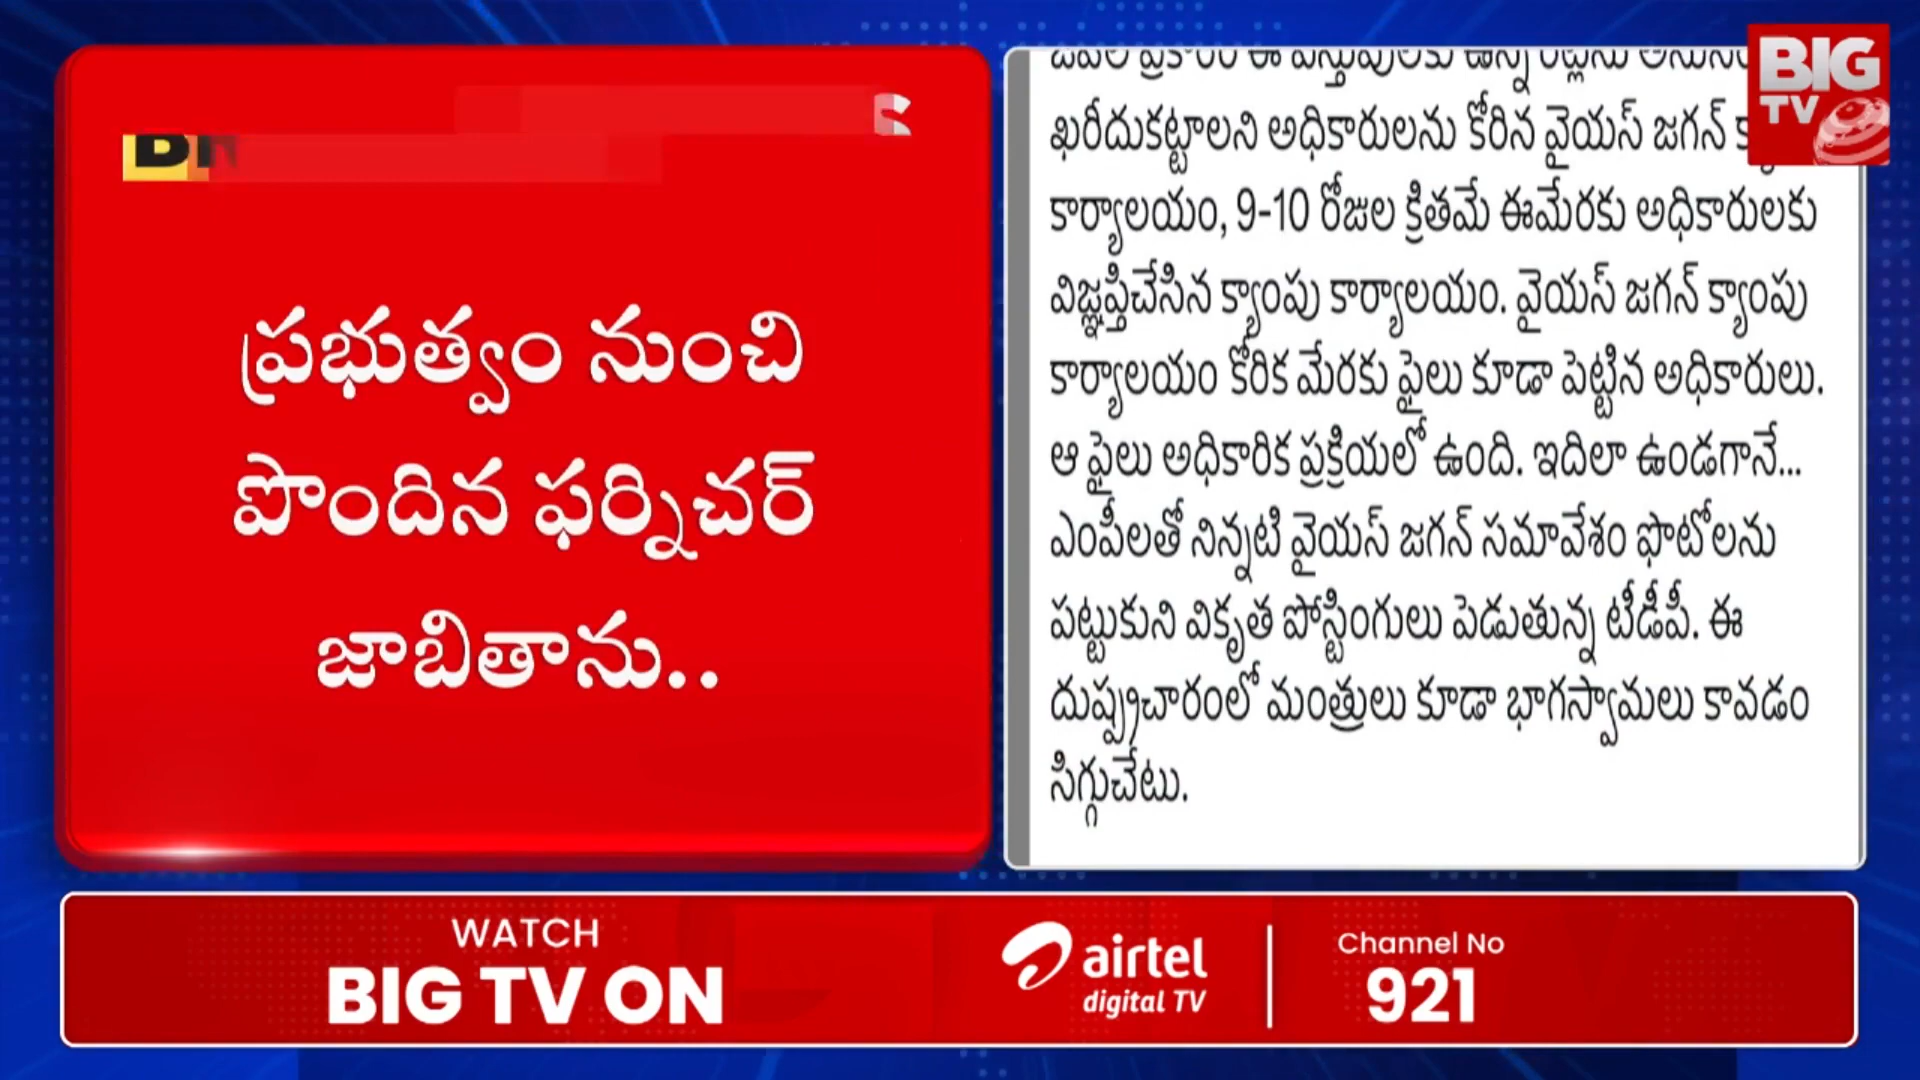 ప్రభుత్వం నుంచి
పొందిన ఫర్నిచర్
జాబితాను..
ఖరీదుకట్టాలని అధికారులను కోరిన వైయస్ జగన్
కార్యాలయం, 9-10 రోజుల క్రితమే ఈమేరకు అధికారులకు
విజ్ఞప్తిచేసిన క్యాంపు కార్యాలయం. వైయస్ జగన్ క్యాంపు
కార్యాలయం కోరిక మేరకు ఫైలు కూడా పెట్టిన అధికారులు.
ఆ ఫైలు అధికారిక ప్రక్రియలో ఉంది. ఇదిలా ఉండగానే...
ఎంపీలతో నిన్నటి వైయస్ జగన్ సమావేశం ఫొటోలను
పట్టుకుని వికృత పోస్టింగులు పెడుతున్న టీడీపీ. ఈ
దుష్ప్రచారంలో మంత్రులు కూడా భాగస్వాములు కావడం
సిగ్గుచేటు.
BIG
TV
WATCH
BIG TV ON
airtel
digital TV
Channel No
921